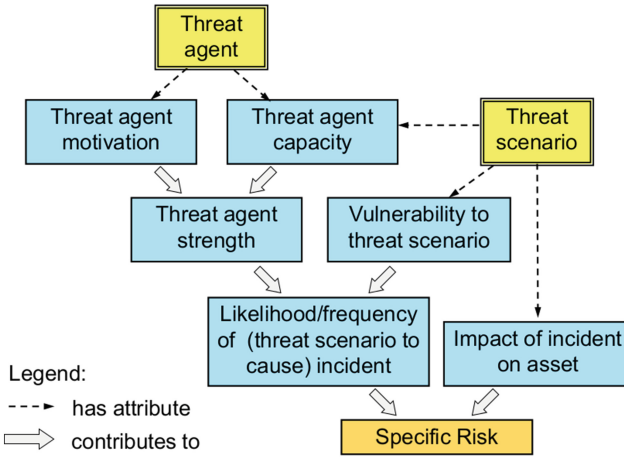 Threat
agent
Threat agent
motivation
Threat agent
capacity
Threat
scenario
Threat agent
strength
Vulnerability to
threat scenario
Likelihood/frequency
of (threat scenario to
cause) incident
Impact of incident
on asset
Legend:
has attribute
contributes to
Specific Risk